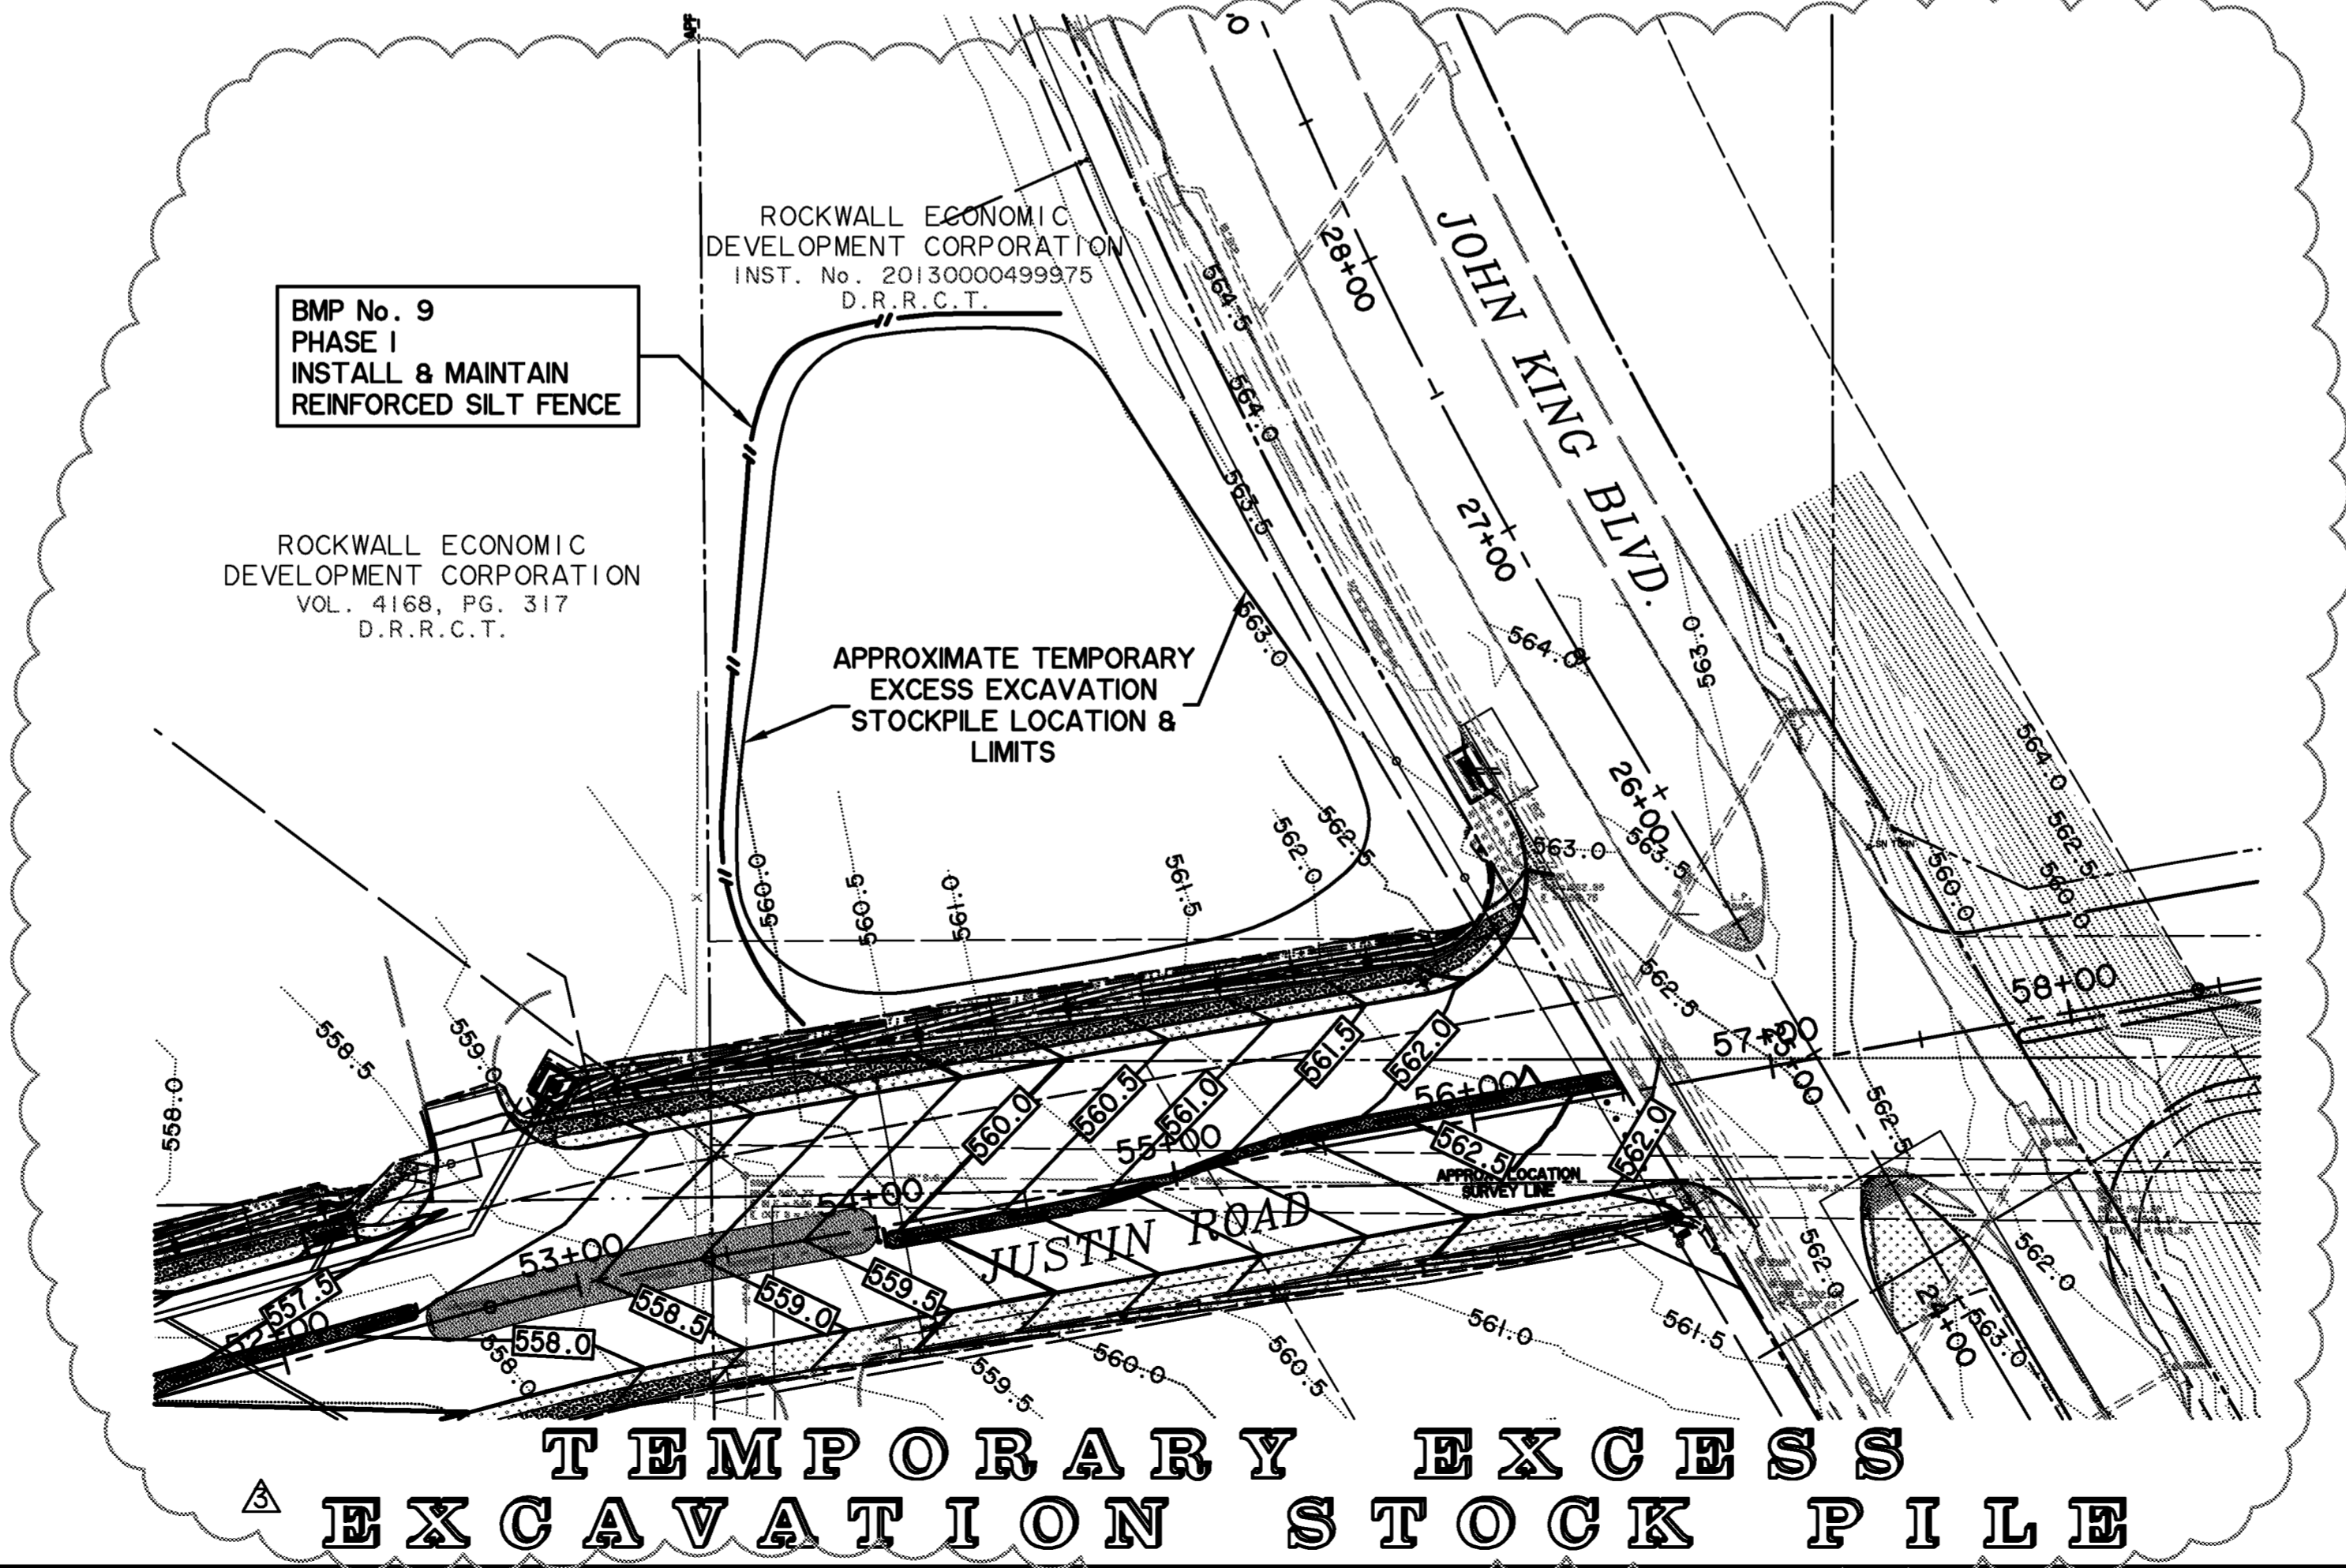 ROCKWALL ECONOMIC
DEVELOPMENT CORPORATION
INST. No. 20130000499975
D.R.R.C.T.
BMP No. 9
PHASE I
INSTALL & MAINTAIN
REINFORCED SILT FENCE
ROCKWALL ECONOMIC
DEVELOPMENT CORPORATION
VOL. 4168, PG. 317
D.R.R.C.T.
APPROXIMATE TEMPORARY
EXCESS EXCAVATION
STOCKPILE LOCATION &
LIMITS
JOHN KING BLVD.
28+00
27+00
26+00
24+00
564.5
564.0
563.5
563.0
564.0
563.0
563.5
563.0
562.5
562.0
561.5
561.0
560.5
560.0
564.0
562.5
560.0
560.0
562.5
562.5
562.0
562.0
563.0
558.0
558.5
559.0
58+00
57+00
56+00
55+00
54+00
53+00
52+00
562.0
561.5
561.0
560.5
560.0
562.5
562.0
APPROX LOCATION
SURVEY LINE
JUSTIN ROAD
559.5
559.0
558.5
558.0
557.5
558.0
559.5
560.0
560.5
561.0
561.5
TEMPORARY EXCESS
3
EXCAVATION STOCK PILE